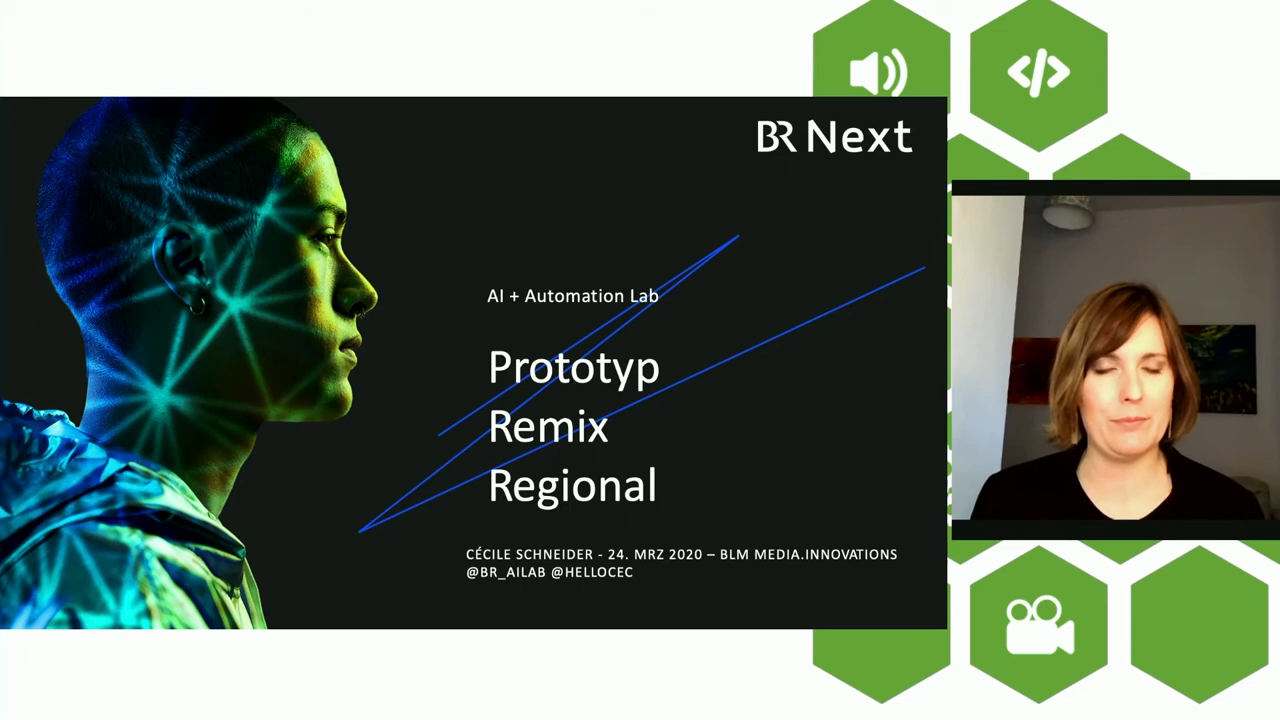 BR Next
AI + Automation Lab
Prototyp
Remix
Regional
CÉCILE SCHNEIDER - 24. MRZ 2020 – BLM MEDIA.INNOVATIONS
@BR_AILAB @HELLOCEC